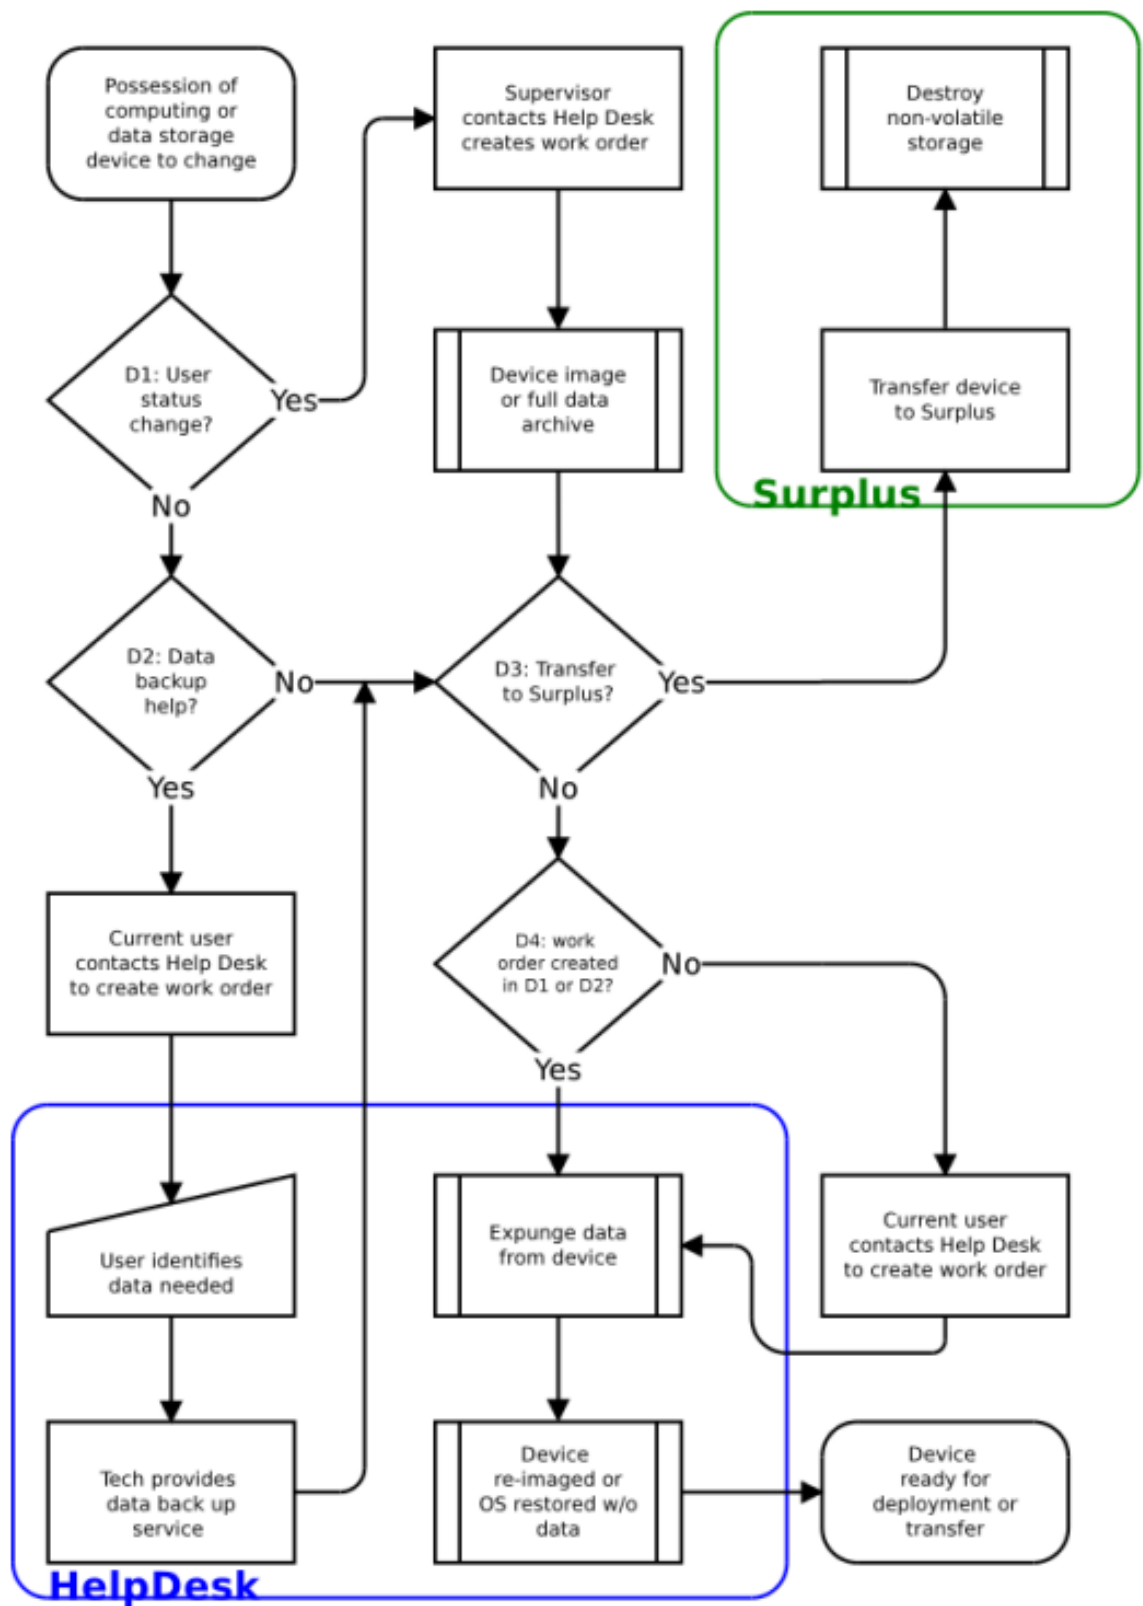 Possession of
computing or
data storage
device to change
Supervisor
contacts Help Desk
creates work order
Destroy
non-volatile
storage
D1: User
status
change?
Yes
No
Device image
or full data
archive
Transfer device
to Surplus
Surplus
D2: Data
backup
help?
No
Yes
D3: Transfer
to Surplus?
Yes
No
Current user
contacts Help Desk
to create work order
D4: work
order created
in D1 or D2?
No
Yes
User identifies
data needed
Expunge data
from device
Current user
contacts Help Desk
to create work order
Tech provides
data back up
service
Device
re-imaged or
OS restored w/o
data
Device
ready for
deployment or
transfer
HelpDesk